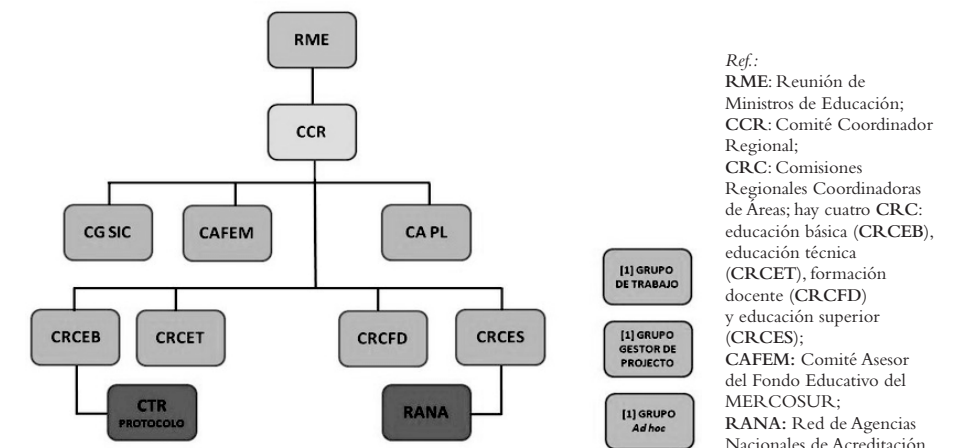 RME
CCR
CG SIC
CAFEM
CA PL
CRCEB
CRCET
CRCFD
CRCES
CTR
PROTOCOLO
RANA
[1] GRUPO
DE TRABAJO
[1] GRUPO
GESTOR DE
PROJECTO
[1] GRUPO
Ad hoc
Ref.:
RME: Reunión de
Ministros de Educación;
CCR: Comité Coordinador
Regional;
CRC: Comisiones
Regionales Coordinadoras
de Áreas; hay cuatro CRC:
educación básica (CRCEB),
educación técnica
(CRCET), formación
docente (CRCFD)
y educación superior
(CRCES);
CAFEM: Comité Asesor
del Fondo Educativo del
MERCOSUR;
RANA: Red de Agencias
Nacionales de Acreditación